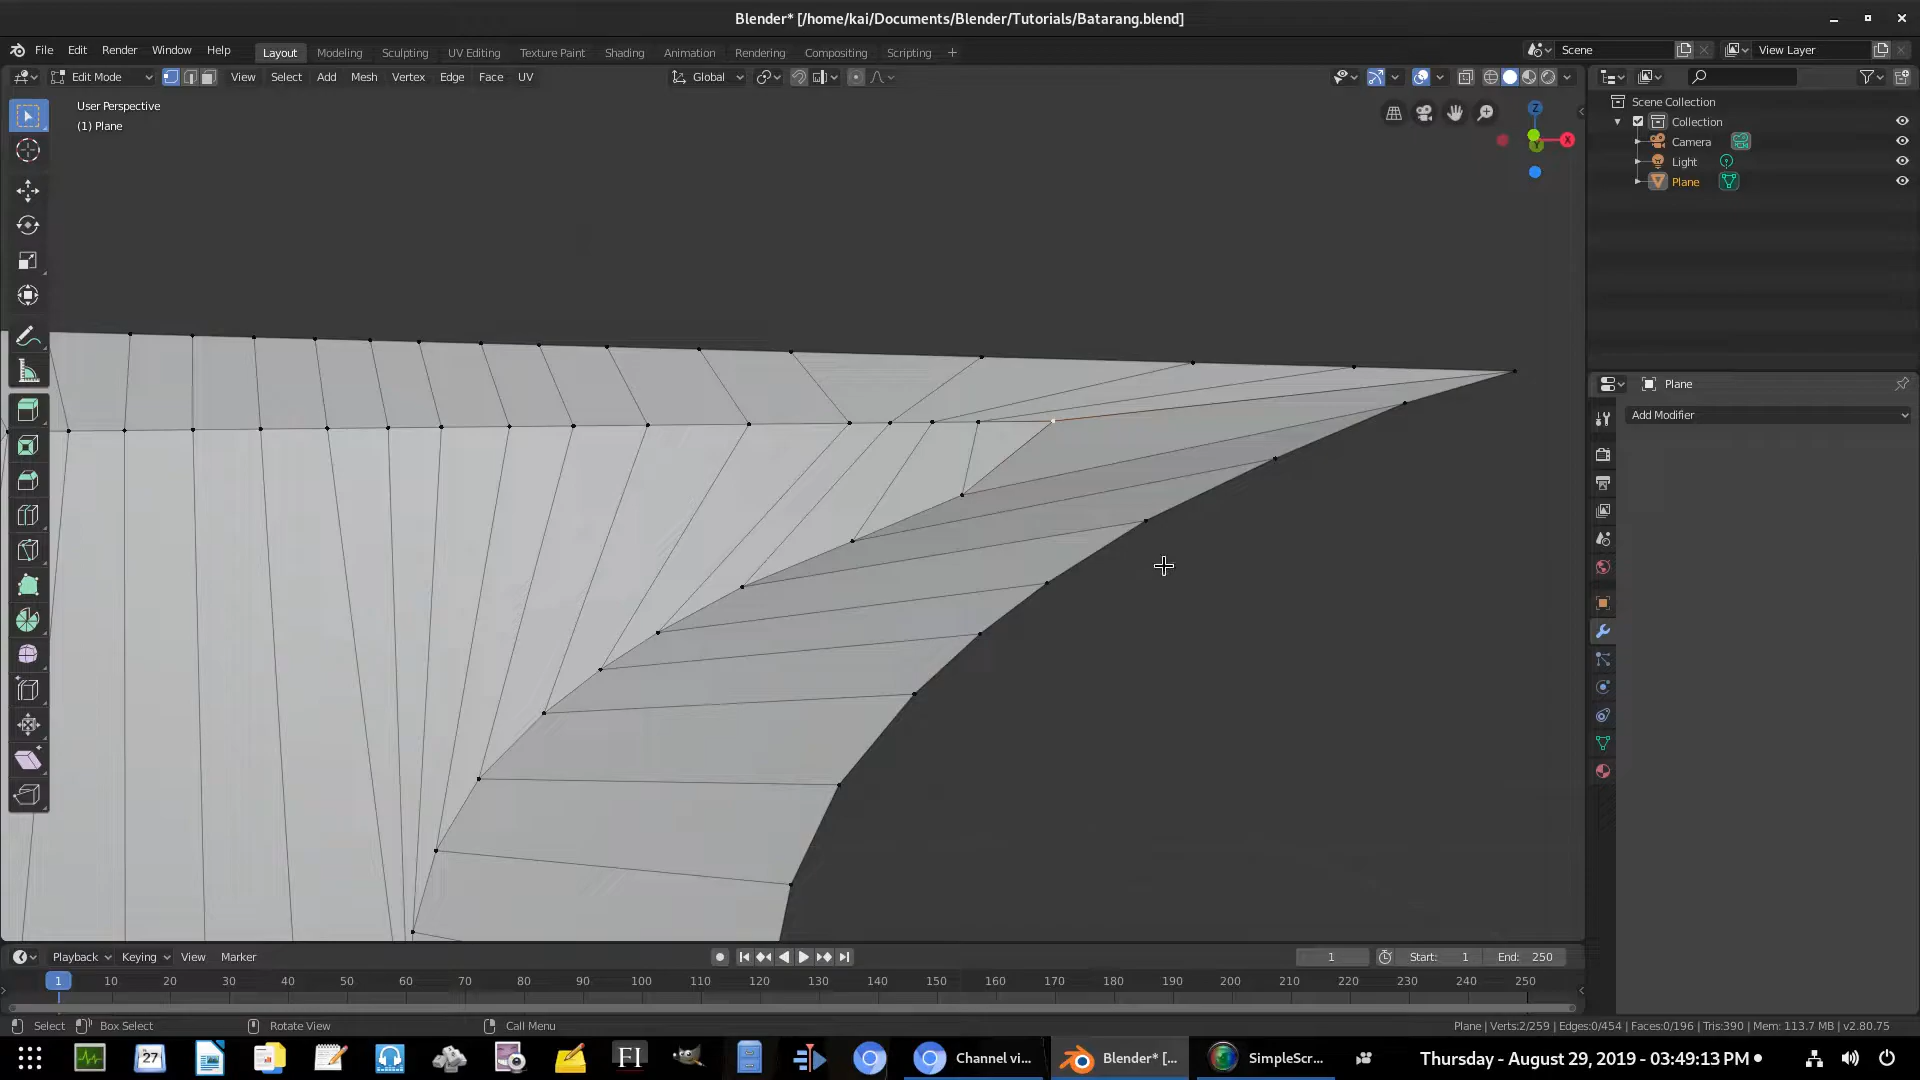 Blender* [/home/kai/Documents/Blender/Tutorials/Batarang.blend]
File Edit Render Window Help Layout Modeling Sculpting UV Editing Texture Paint Shading Animation Rendering Compositing Scripting Scene View Layer
Edit Mode View Select Add Mesh Vertex Edge Face UV Global
User Perspective
(1) Plane
Z
X
Y
Scene Collection
Collection
Camera
Light
Plane
Plane
Add Modifier
Playback Keying View Marker 1 Start: 1 End: 250
1 10 20 30 40 50 60 70 80 90 100 110 120 130 140 150 160 170 180 190 200 210 220 230 240 250
Select Box Select Rotate View Call Menu Plane | Verts:2/259 | Edges:0/454 | Faces:0/196 | Tris:390 | Mem: 113.7 MB | v2.80.75
27 FI Channel vi... Blender* [... SimpleScr... Thursday - August 29, 2019 - 03:49:13 PM